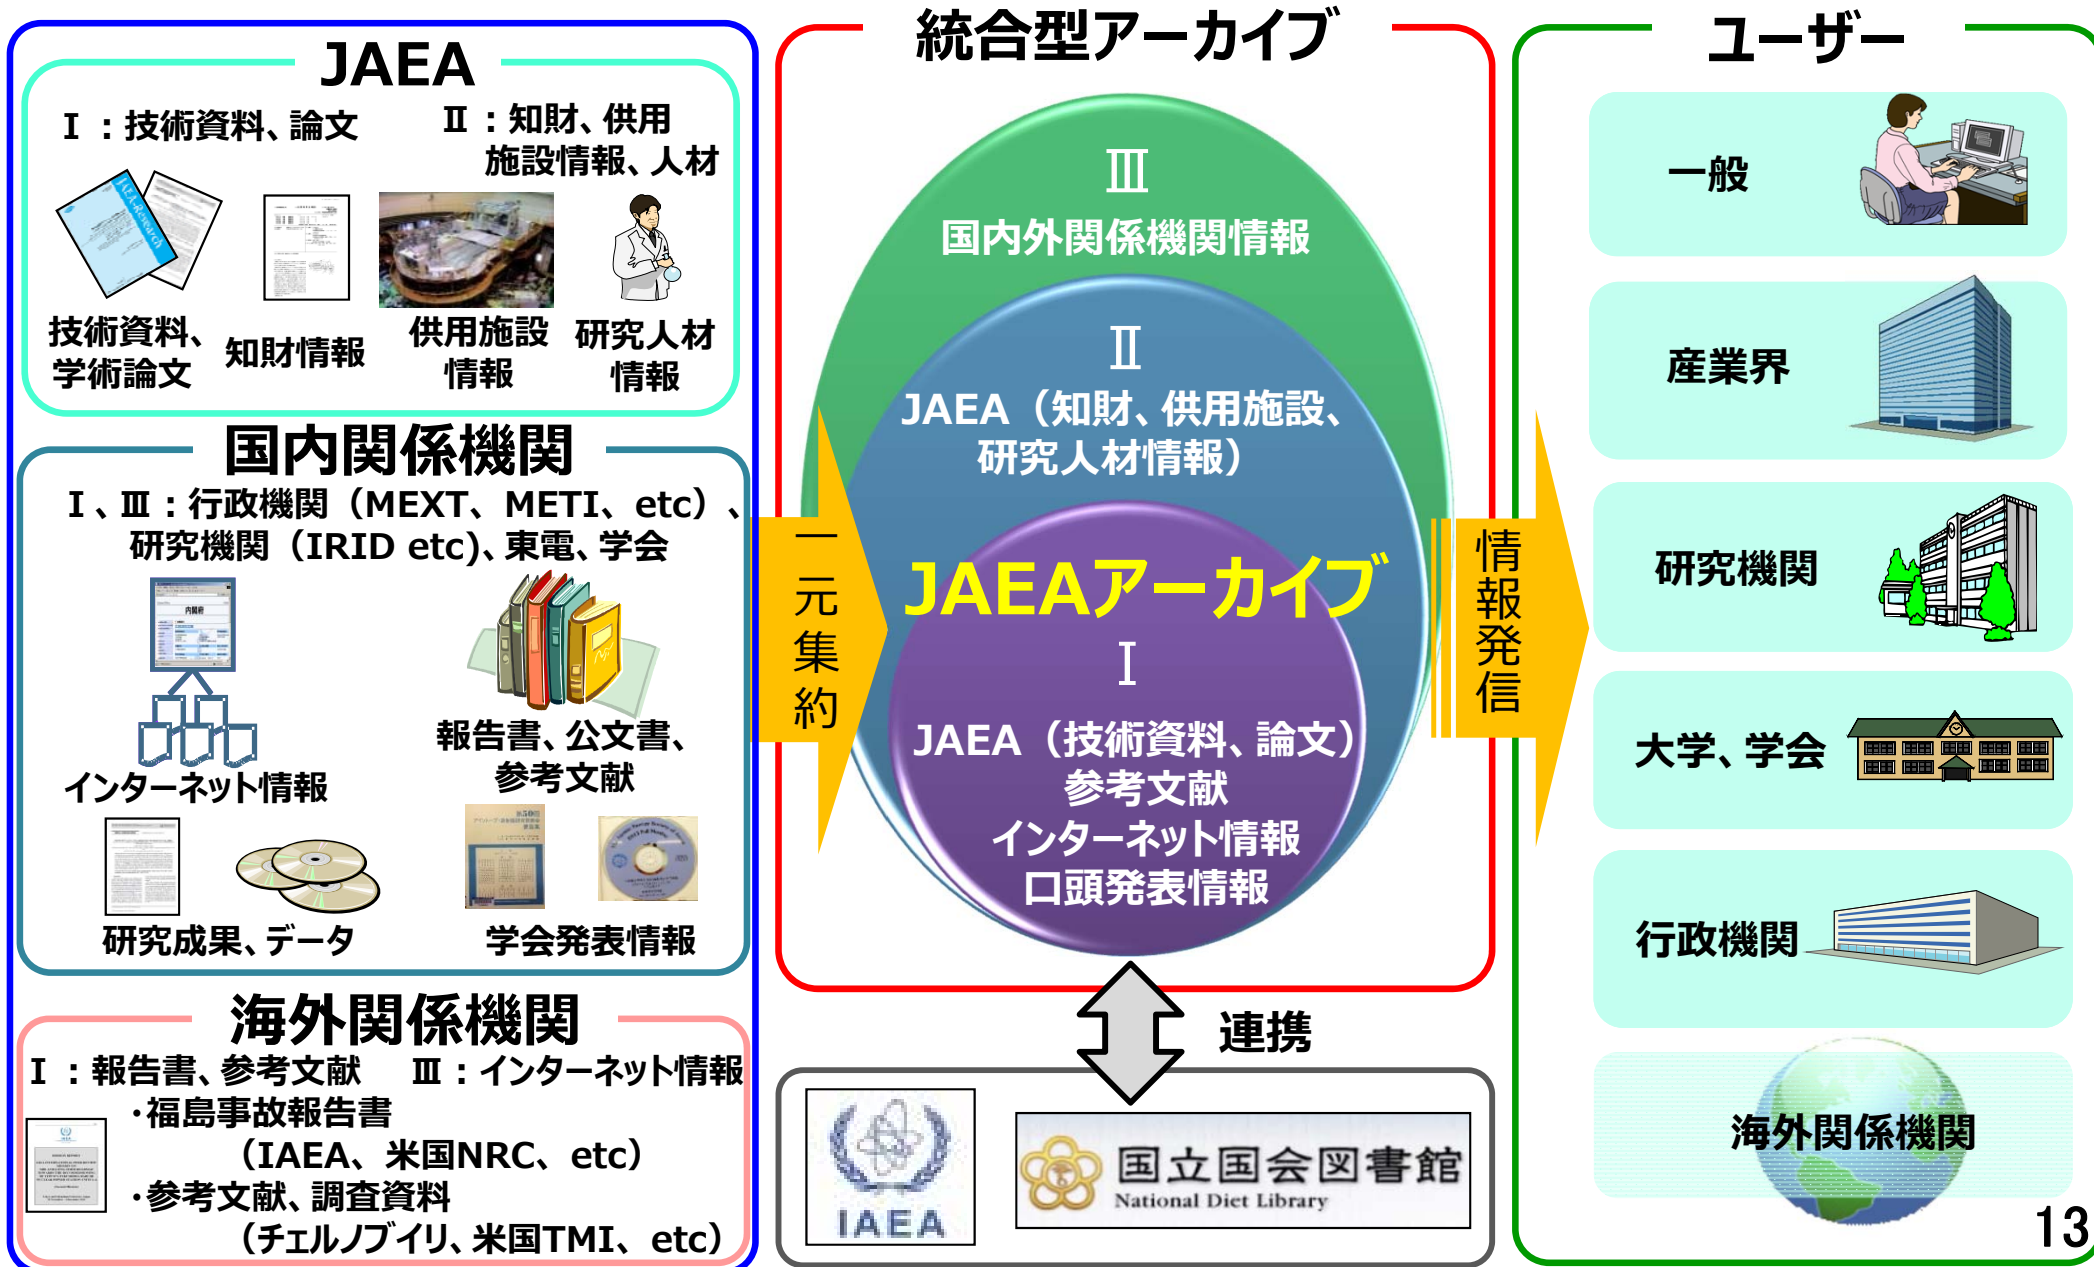 JAEA
Ⅰ：技術資料、論文
Ⅱ：知財、供用
施設情報、人材
JAEA-Research
技術資料、
学術論文
知財情報
供用施設
情報
研究人材
情報
国内関係機関
Ⅰ、Ⅲ：行政機関（MEXT、METI、etc）、
研究機関（IRID etc)、東電、学会
内閣府
インターネット情報
報告書、公文書、
参考文献
第50回
研究成果、データ
学会発表情報
海外関係機関
Ⅰ：報告書、参考文献　Ⅲ：インターネット情報
・福島事故報告書
（IAEA、米国NRC、etc）
・参考文献、調査資料
（チェルノブイリ、米国TMI、etc）
一元集約
統合型アーカイブ
Ⅲ
国内外関係機関情報
Ⅱ
JAEA（知財、供用施設、
研究人材情報）
JAEAアーカイブ
Ⅰ
JAEA（技術資料、論文）
参考文献
インターネット情報
口頭発表情報
連携
IAEA
国立国会図書館
National Diet Library
情報発信
ユーザー
一般
産業界
研究機関
大学、学会
行政機関
海外関係機関
13